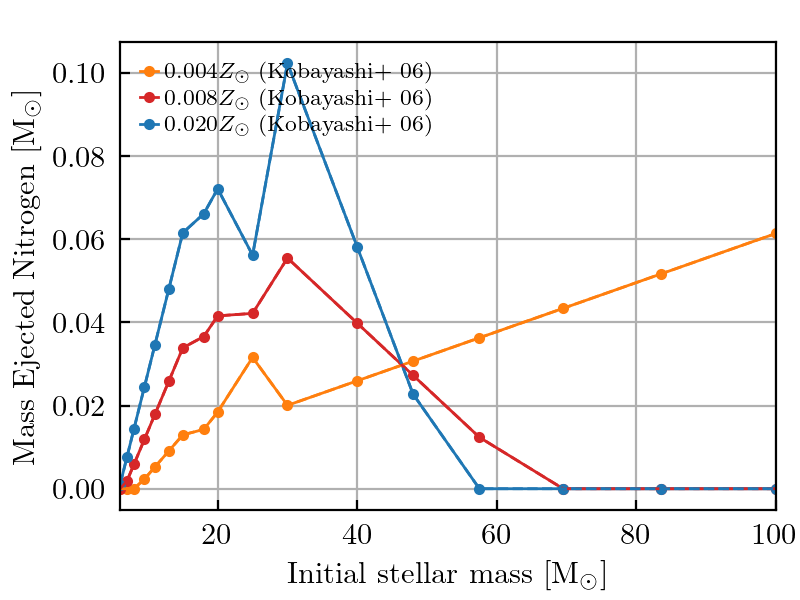 0.004Z☉ (Kobayashi+ 06)
0.008Z☉ (Kobayashi+ 06)
0.020Z☉ (Kobayashi+ 06)
0.10
0.08
0.06
0.04
0.02
0.00
Mass Ejected Nitrogen [M☉]
20 40 60 80 100
Initial stellar mass [M☉]